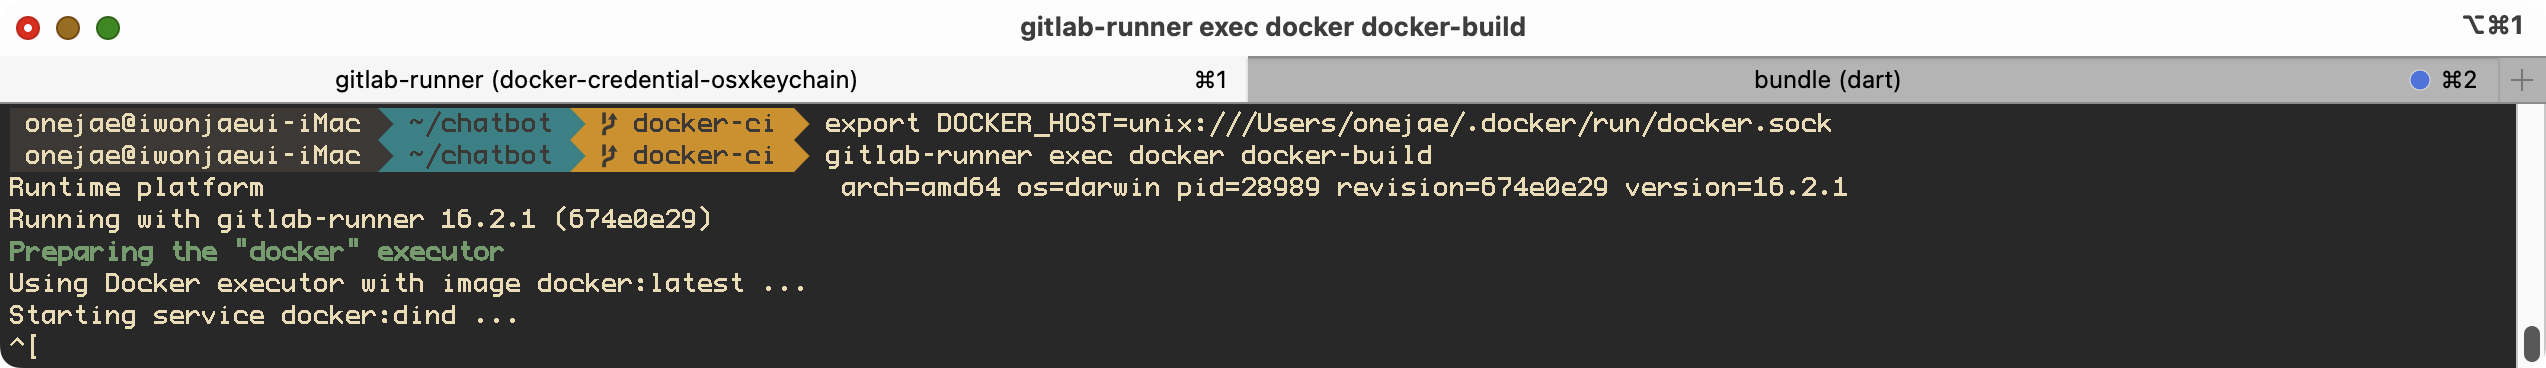 gitlab-runner exec docker docker-build
⌥⌘1
gitlab-runner (docker-credential-osxkeychain) ⌘1
bundle (dart) ⌘2
onejae@iwonjaeui-iMac ~/chatbot docker-ci export DOCKER_HOST=unix:///Users/onejae/.docker/run/docker.sock
onejae@iwonjaeui-iMac ~/chatbot docker-ci gitlab-runner exec docker docker-build
Runtime platform arch=amd64 os=darwin pid=28989 revision=674e0e29 version=16.2.1
Running with gitlab-runner 16.2.1 (674e0e29)
Preparing the "docker" executor
Using Docker executor with image docker:latest ...
Starting service docker:dind ...
^[